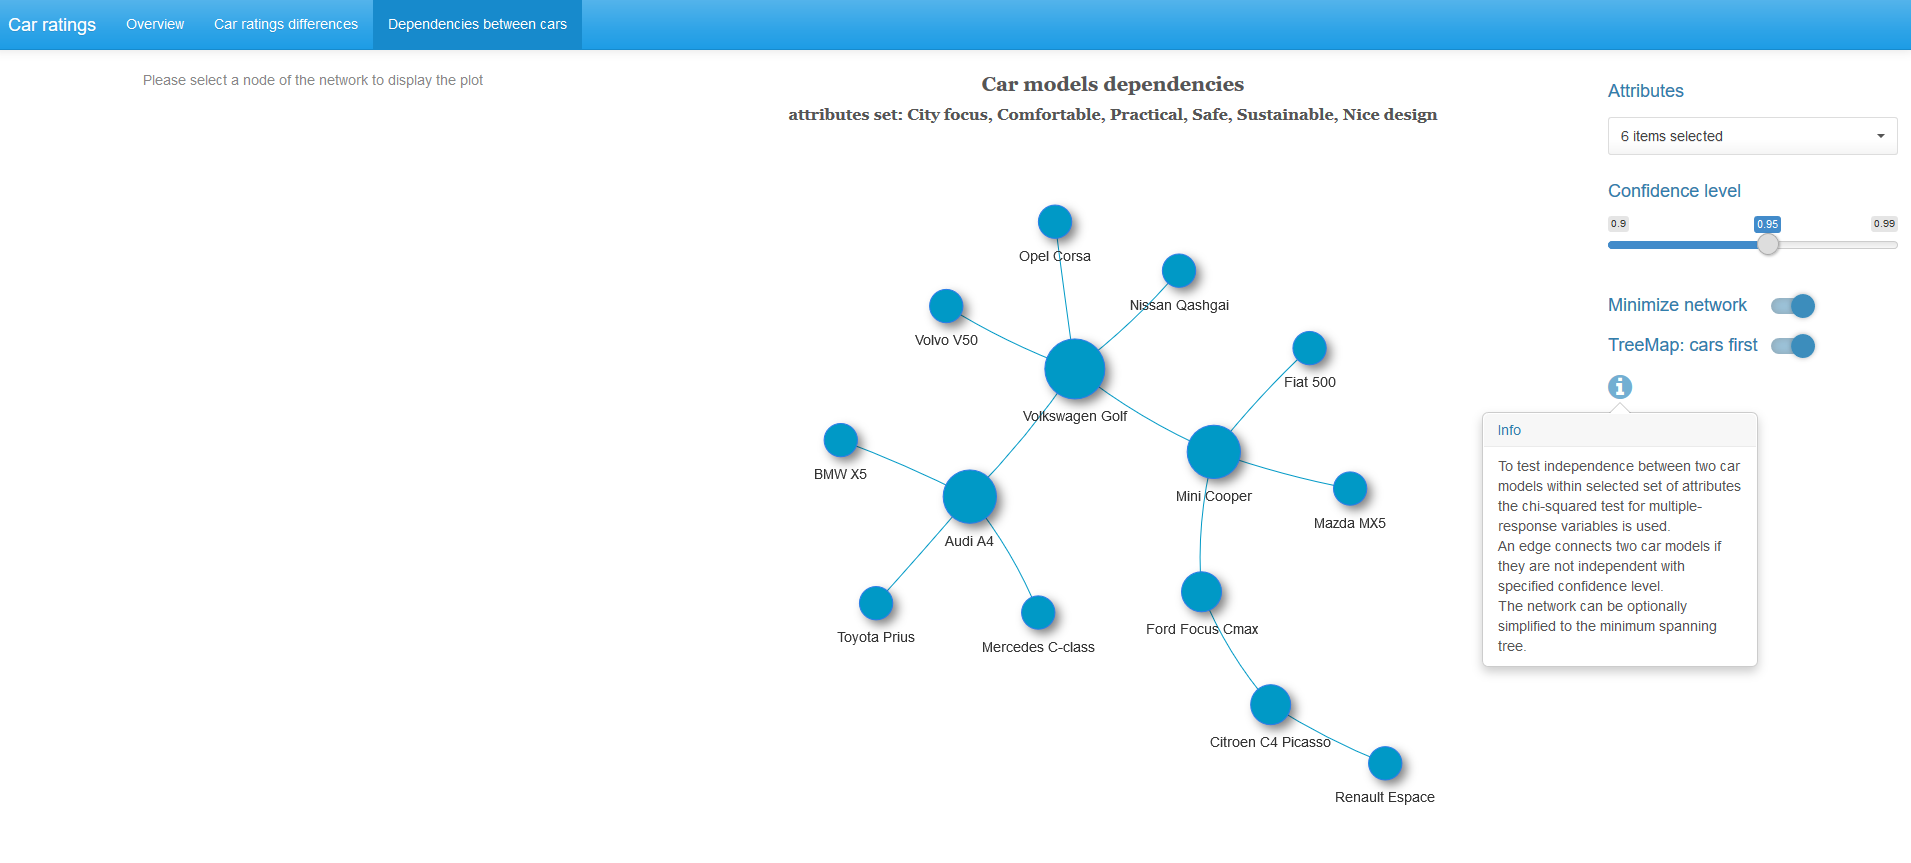 Car ratings
Overview
Car ratings differences
Dependencies between cars
Please select a node of the network to display the plot
Car models dependencies
attributes set: City focus, Comfortable, Practical, Safe, Sustainable, Nice design
Opel Corsa
Nissan Qashgai
Volvo V50
Fiat 500
Volkswagen Golf
BMW X5
Mini Cooper
Mazda MX5
Audi A4
Toyota Prius
Mercedes C-class
Ford Focus Cmax
Citroen C4 Picasso
Renault Espace
Attributes
6 items selected
Confidence level
0.9
0.95
0.99
Minimize network
TreeMap: cars first
Info
To test independence between two car
models within selected set of attributes
the chi-squared test for multiple-
response variables is used.
An edge connects two car models if
they are not independent with
specified confidence level.
The network can be optionally
simplified to the minimum spanning
tree.